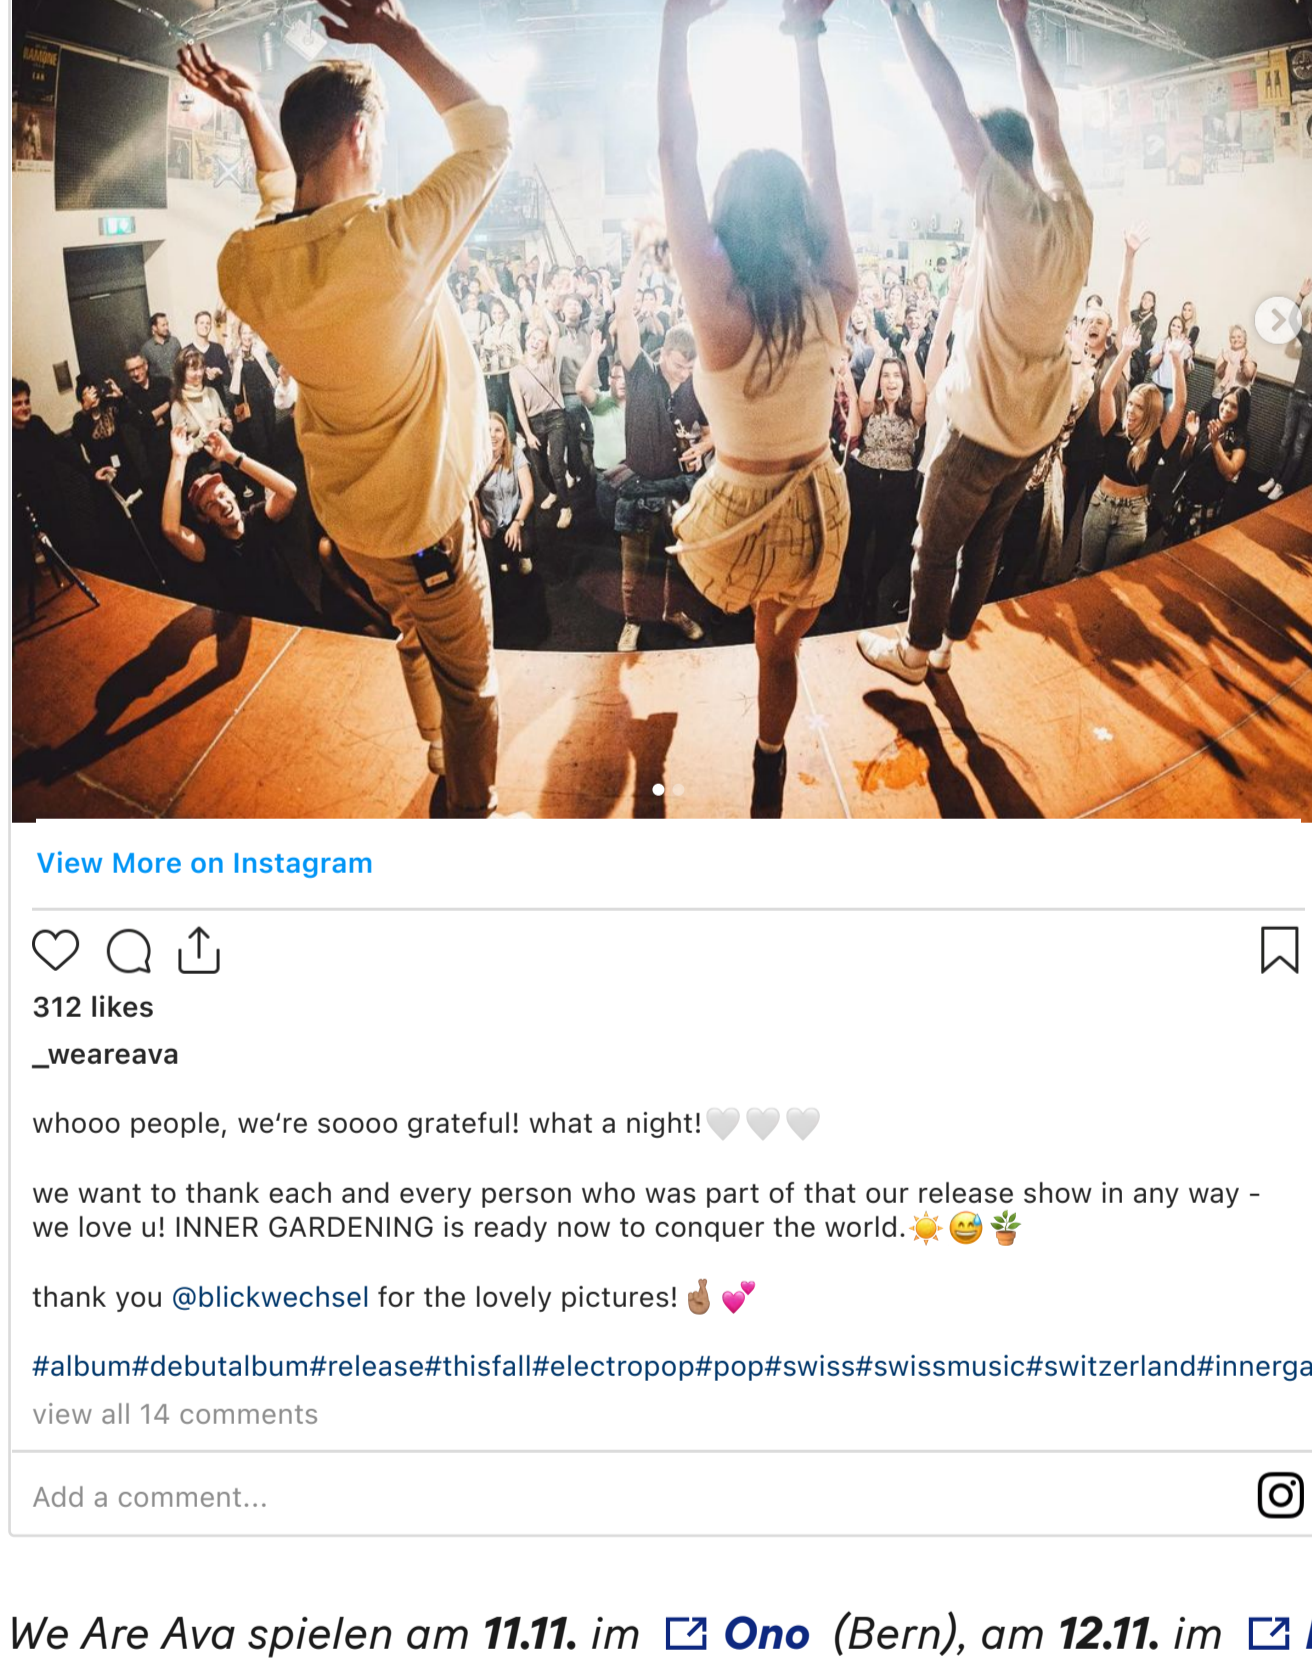 RAMONE
View More on Instagram
312 likes
_weareava
whooo people, we‘re soooo grateful! what a night!🤍🤍🤍
we want to thank each and every person who was part of that our release show in any way -
we love u! INNER GARDENING is ready now to conquer the world.☀️😅🪴
thank you @blickwechsel for the lovely pictures!🤞🏽💕
#album#debutalbum#release#thisfall#electropop#pop#swiss#swissmusic#switzerland#innerga
view all 14 comments
Add a comment...
We Are Ava spielen am 11.11. im Ono (Bern), am 12.11. im